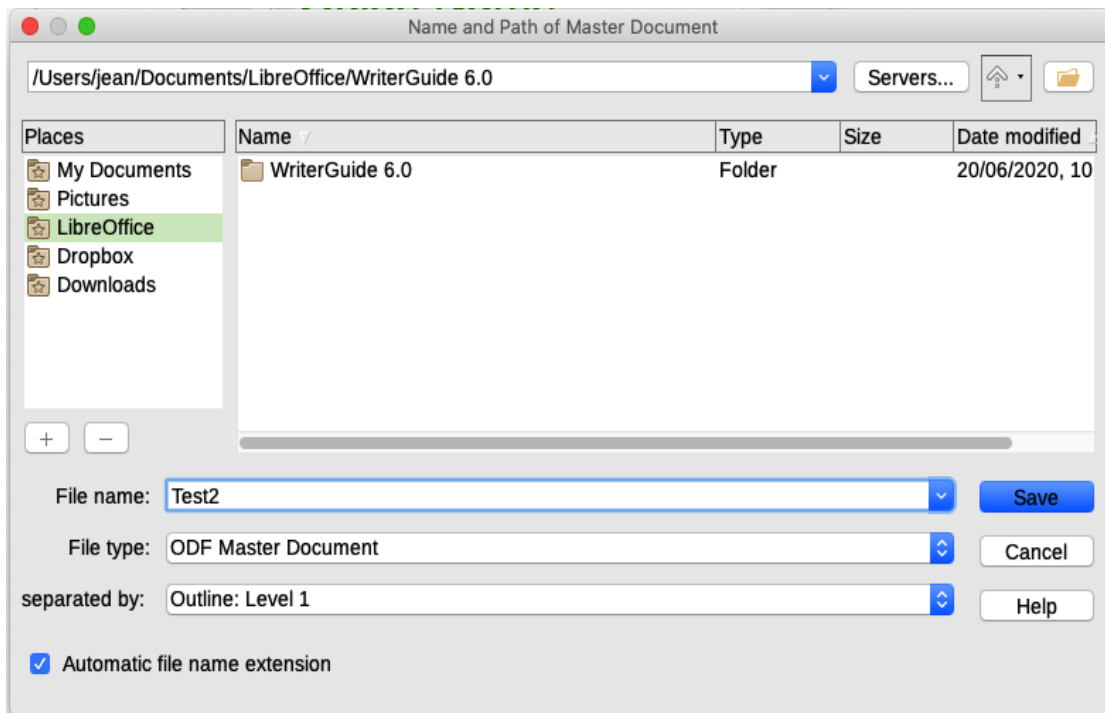 Name and Path of Master Document
/Users/jean/Documents/LibreOffice/WriterGuide 6.0 Servers...
Places Name Type Size Date modified
My Documents WriterGuide 6.0 Folder 20/06/2020, 10
Pictures
LibreOffice
Dropbox
Downloads
+ −
File name: Test2 Save
File type: ODF Master Document Cancel
separated by: Outline: Level 1 Help
Automatic file name extension